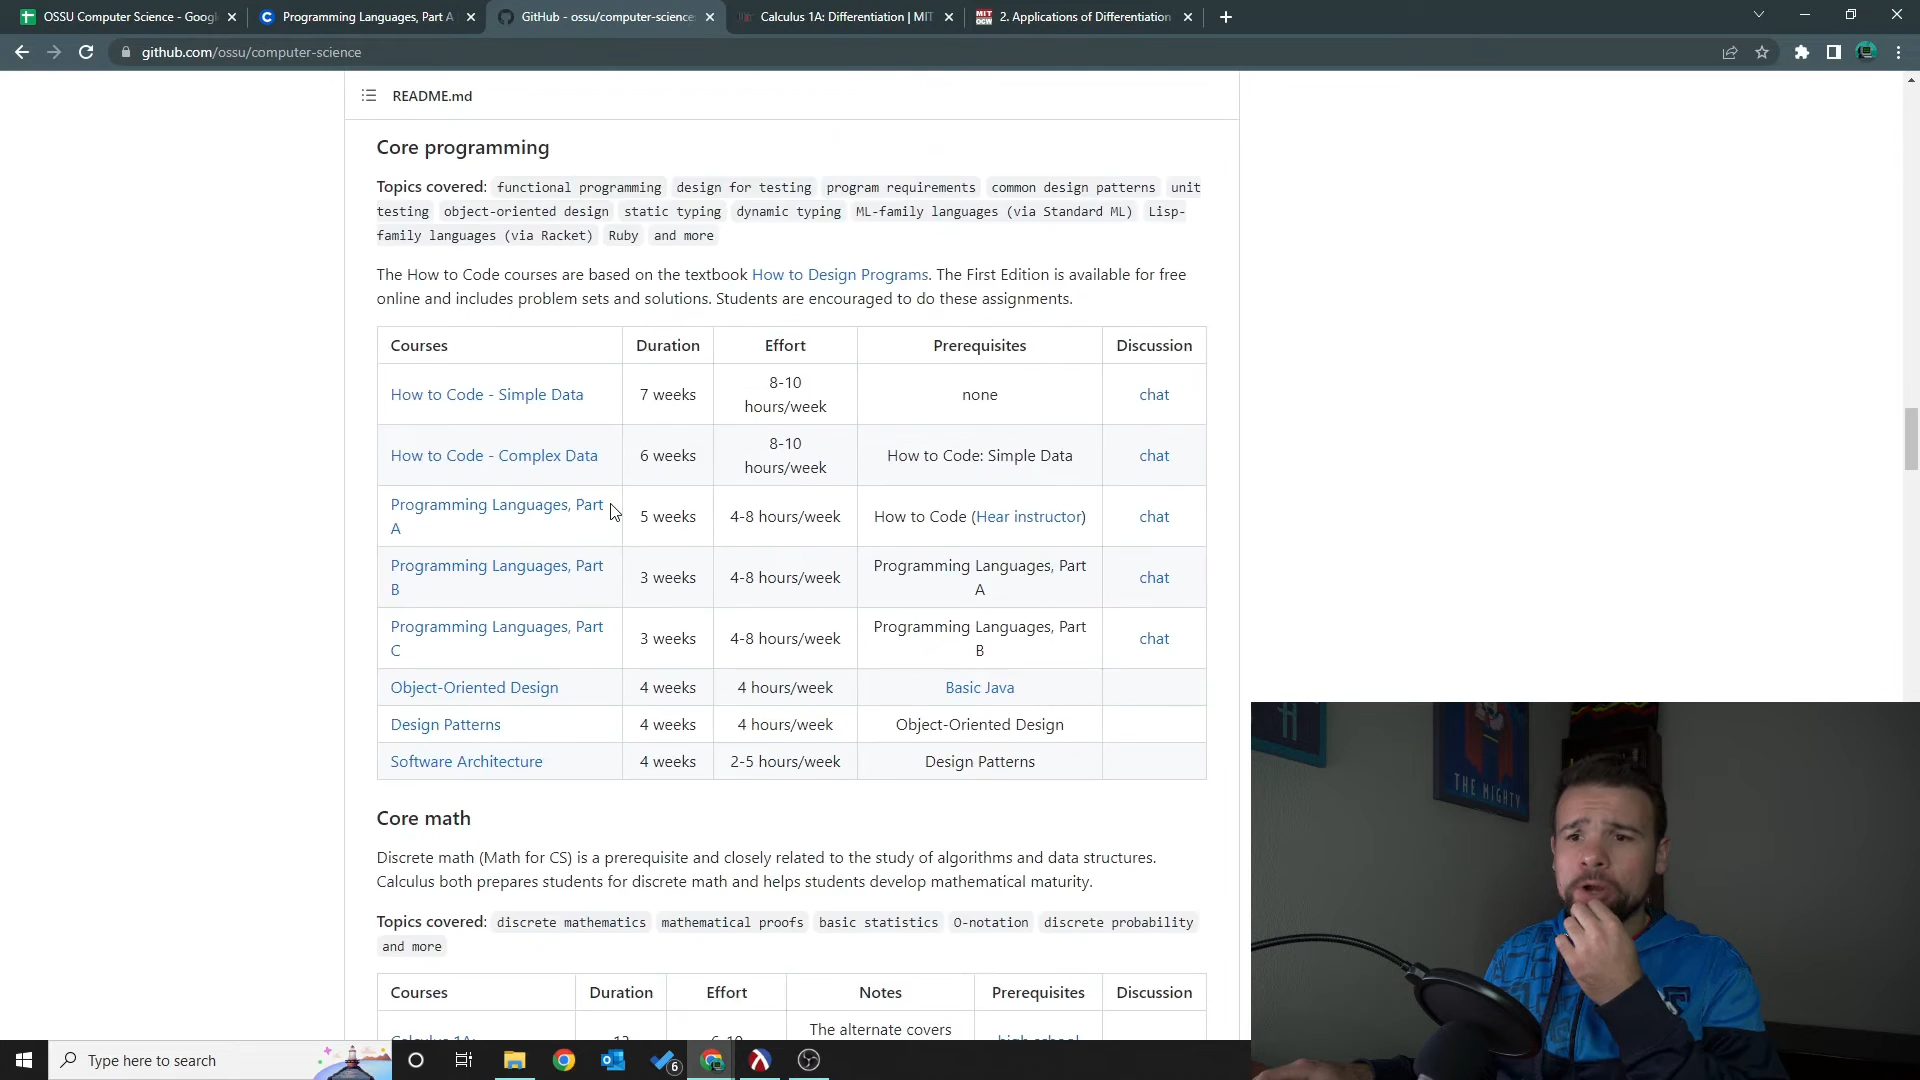 OSSU Computer Science - Googl
Programming Languages, Part A
GitHub - ossu/computer-science:
Calculus 1A: Differentiation | MIT
2. Applications of Differentiation
github.com/ossu/computer-science
README.md
Core programming
Topics covered: functional programming design for testing program requirements common design patterns unit
testing object-oriented design static typing dynamic typing ML-family languages (via Standard ML) Lisp-
family languages (via Racket) Ruby and more
The How to Code courses are based on the textbook How to Design Programs. The First Edition is available for free
online and includes problem sets and solutions. Students are encouraged to do these assignments.
Courses Duration Effort Prerequisites Discussion
How to Code - Simple Data 7 weeks 8-10 hours/week none chat
How to Code - Complex Data 6 weeks 8-10 hours/week How to Code: Simple Data chat
Programming Languages, Part A 5 weeks 4-8 hours/week How to Code (Hear instructor) chat
Programming Languages, Part B 3 weeks 4-8 hours/week Programming Languages, Part A chat
Programming Languages, Part C 3 weeks 4-8 hours/week Programming Languages, Part B chat
Object-Oriented Design 4 weeks 4 hours/week Basic Java
Design Patterns 4 weeks 4 hours/week Object-Oriented Design
Software Architecture 4 weeks 2-5 hours/week Design Patterns
Core math
Discrete math (Math for CS) is a prerequisite and closely related to the study of algorithms and data structures.
Calculus both prepares students for discrete math and helps students develop mathematical maturity.
Topics covered: discrete mathematics mathematical proofs basic statistics O-notation discrete probability
and more
Courses Duration Effort Notes Prerequisites Discussion
The alternate covers
THE MIGHTY
Type here to search
6